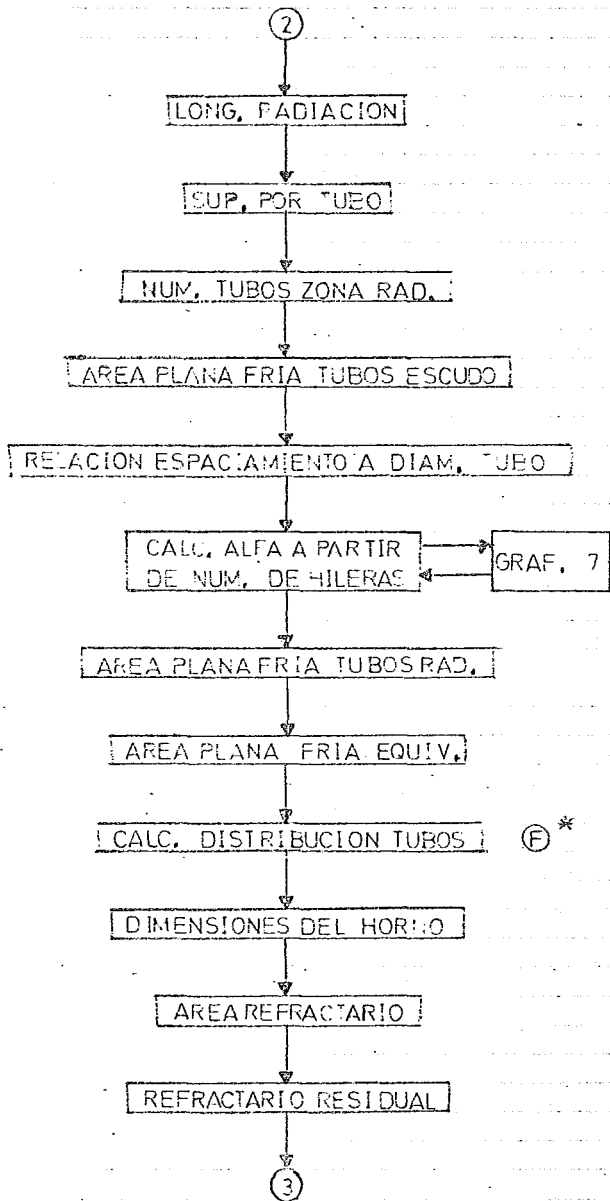 2
LONG. RADIACION
SUP. POR TUBO
NUM. TUBOS ZONA RAD.
AREA PLANA FRIA TUBOS ESCUDO
RELACION ESPACIAMIENTO A DIAM. TUBO
CALC. ALFA A PARTIR
DE NUM. DE HILERAS
GRAF. 7
AREA PLANA FRIA TUBOS RAD.
AREA PLANA FRIA EQUIV.
CALC. DISTRIBUCION TUBOS
F *
DIMENSIONES DEL HORNO
AREA REFRACTARIO
REFRACTARIO RESIDUAL
3